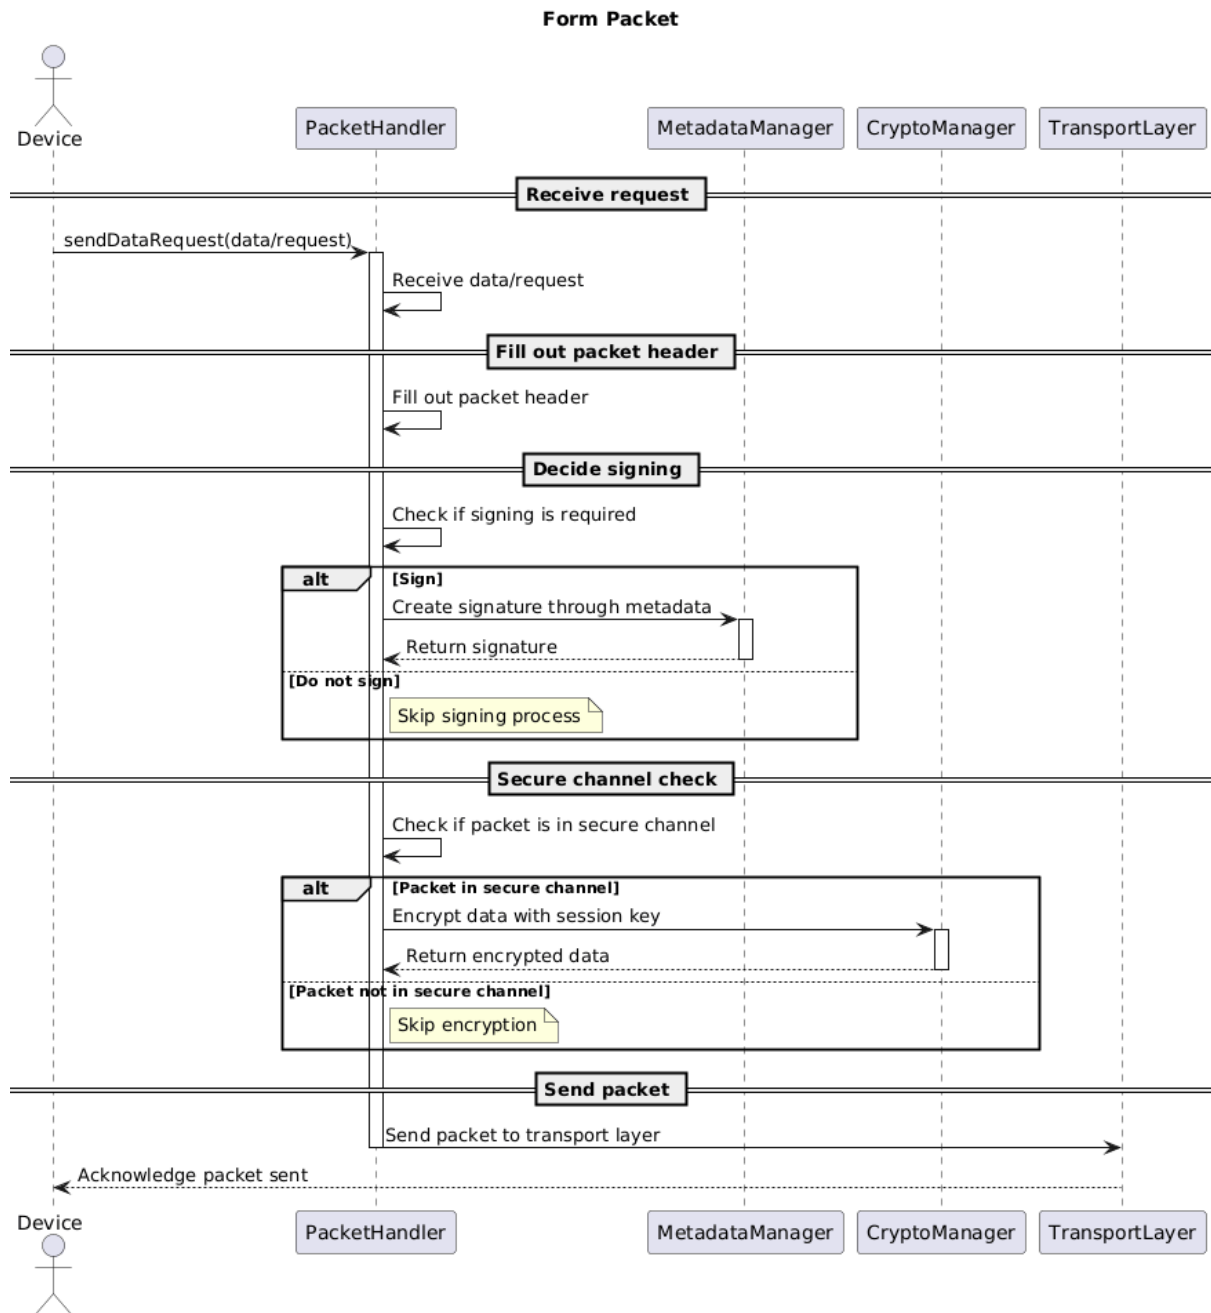 Form Packet
Device
PacketHandler
MetadataManager
CryptoManager
TransportLayer
Receive request
sendDataRequest(data/request)
Receive data/request
Fill out packet header
Fill out packet header
Decide signing
Check if signing is required
alt
[Sign]
Create signature through metadata
Return signature
[Do not sign]
Skip signing process
Secure channel check
Check if packet is in secure channel
alt
[Packet in secure channel]
Encrypt data with session key
Return encrypted data
[Packet not in secure channel]
Skip encryption
Send packet
Send packet to transport layer
Acknowledge packet sent
Device
PacketHandler
MetadataManager
CryptoManager
TransportLayer